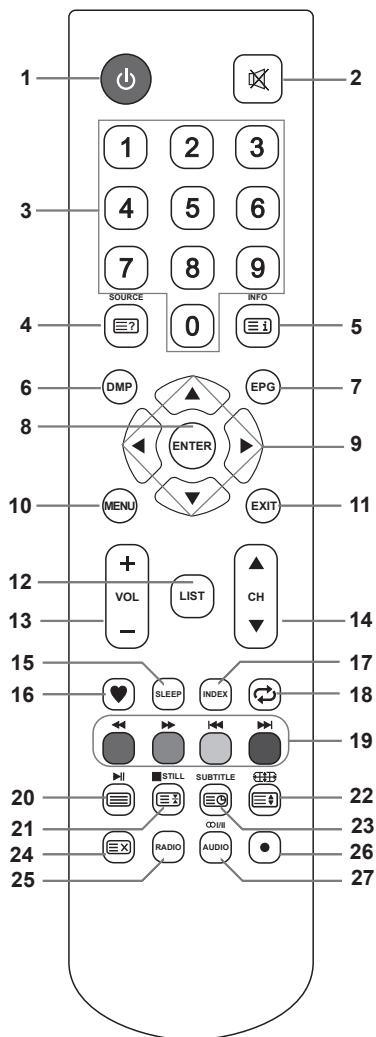 1 2
1 2 3
3 4 5 6
7 8 9
SOURCE INFO
4 ? 0 i 5
6 DMP EPG 7
8 ENTER 9
10 MENU EXIT 11
12 + LIST
13 VOL CH 14
−
15 17
16 SLEEP INDEX 18
19
STILL SUBTITLE
20 22
21 23
24 X I/II 26
25 RADIO AUDIO 27